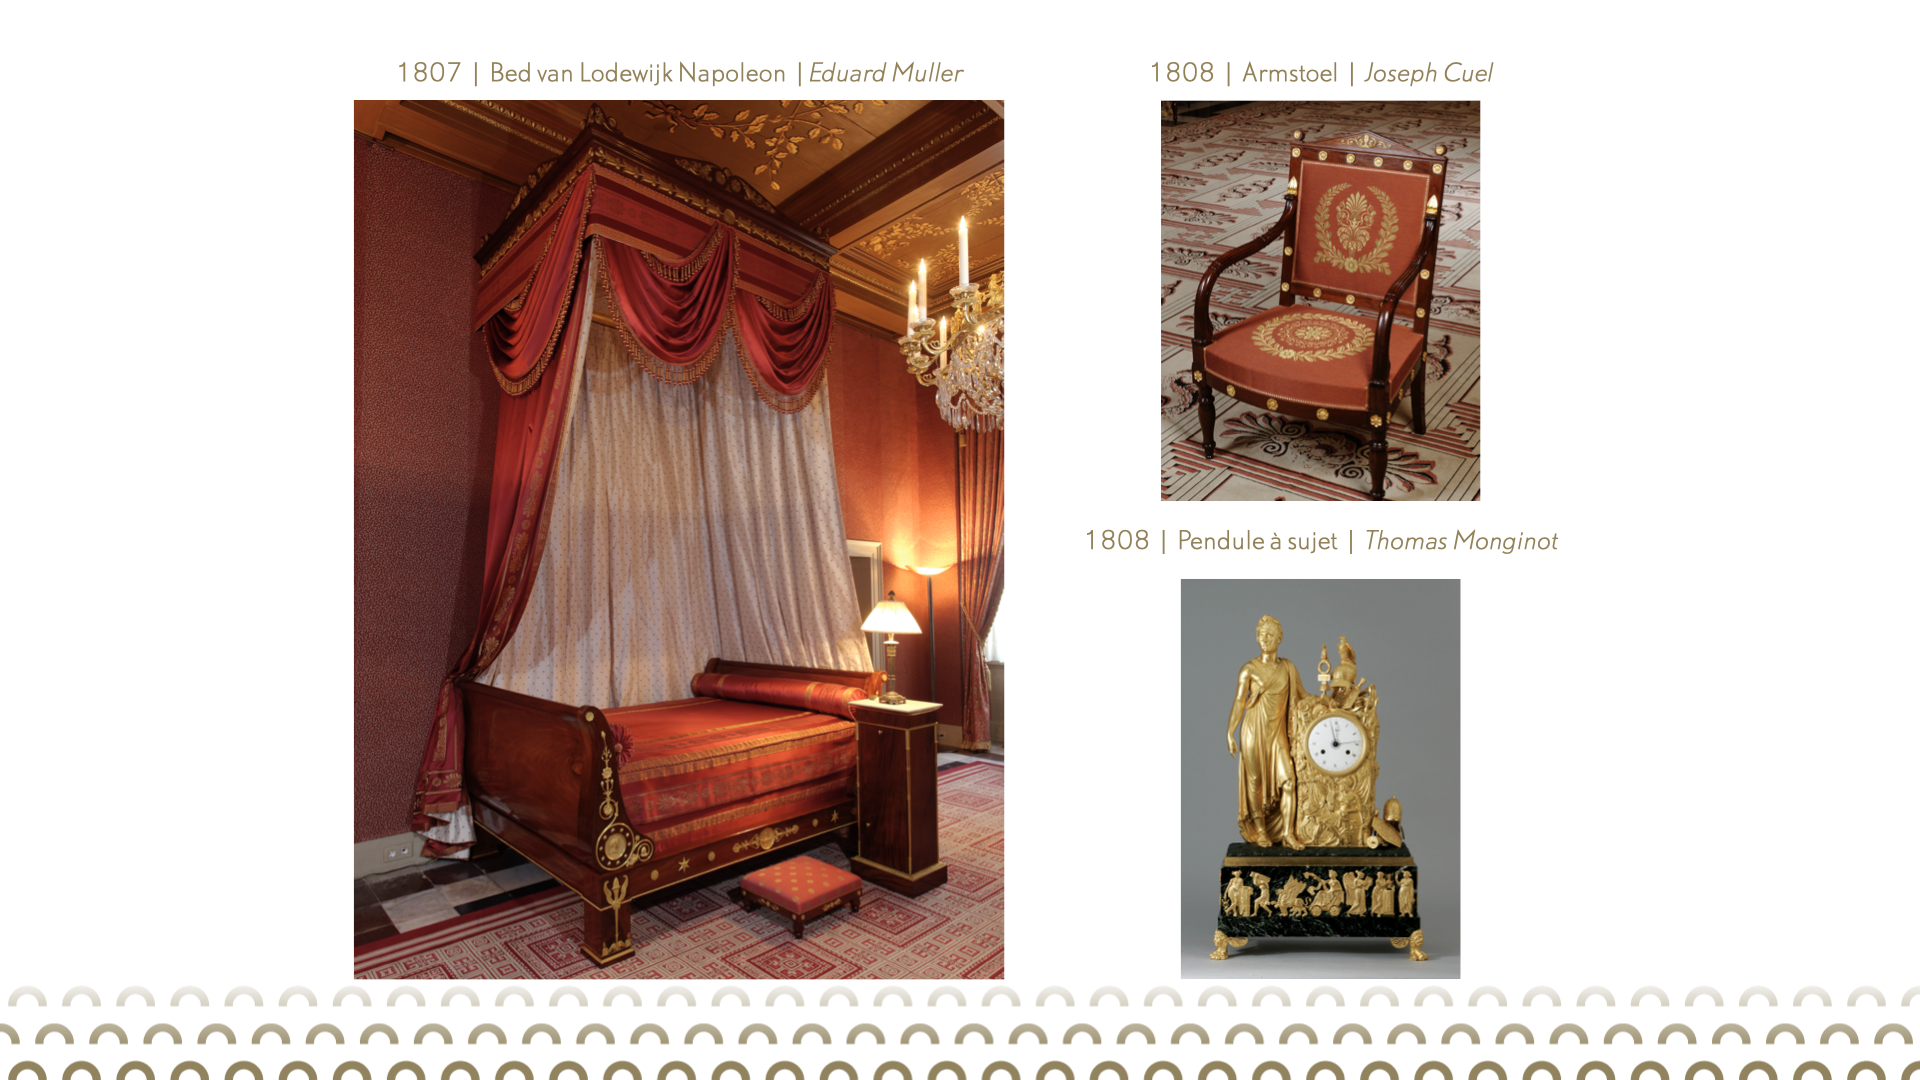 1807 | Bed van Lodewijk Napoleon | Eduard Muller
1808 | Armstoel | Joseph Cuel
1808 | Pendule à sujet | Thomas Monginot